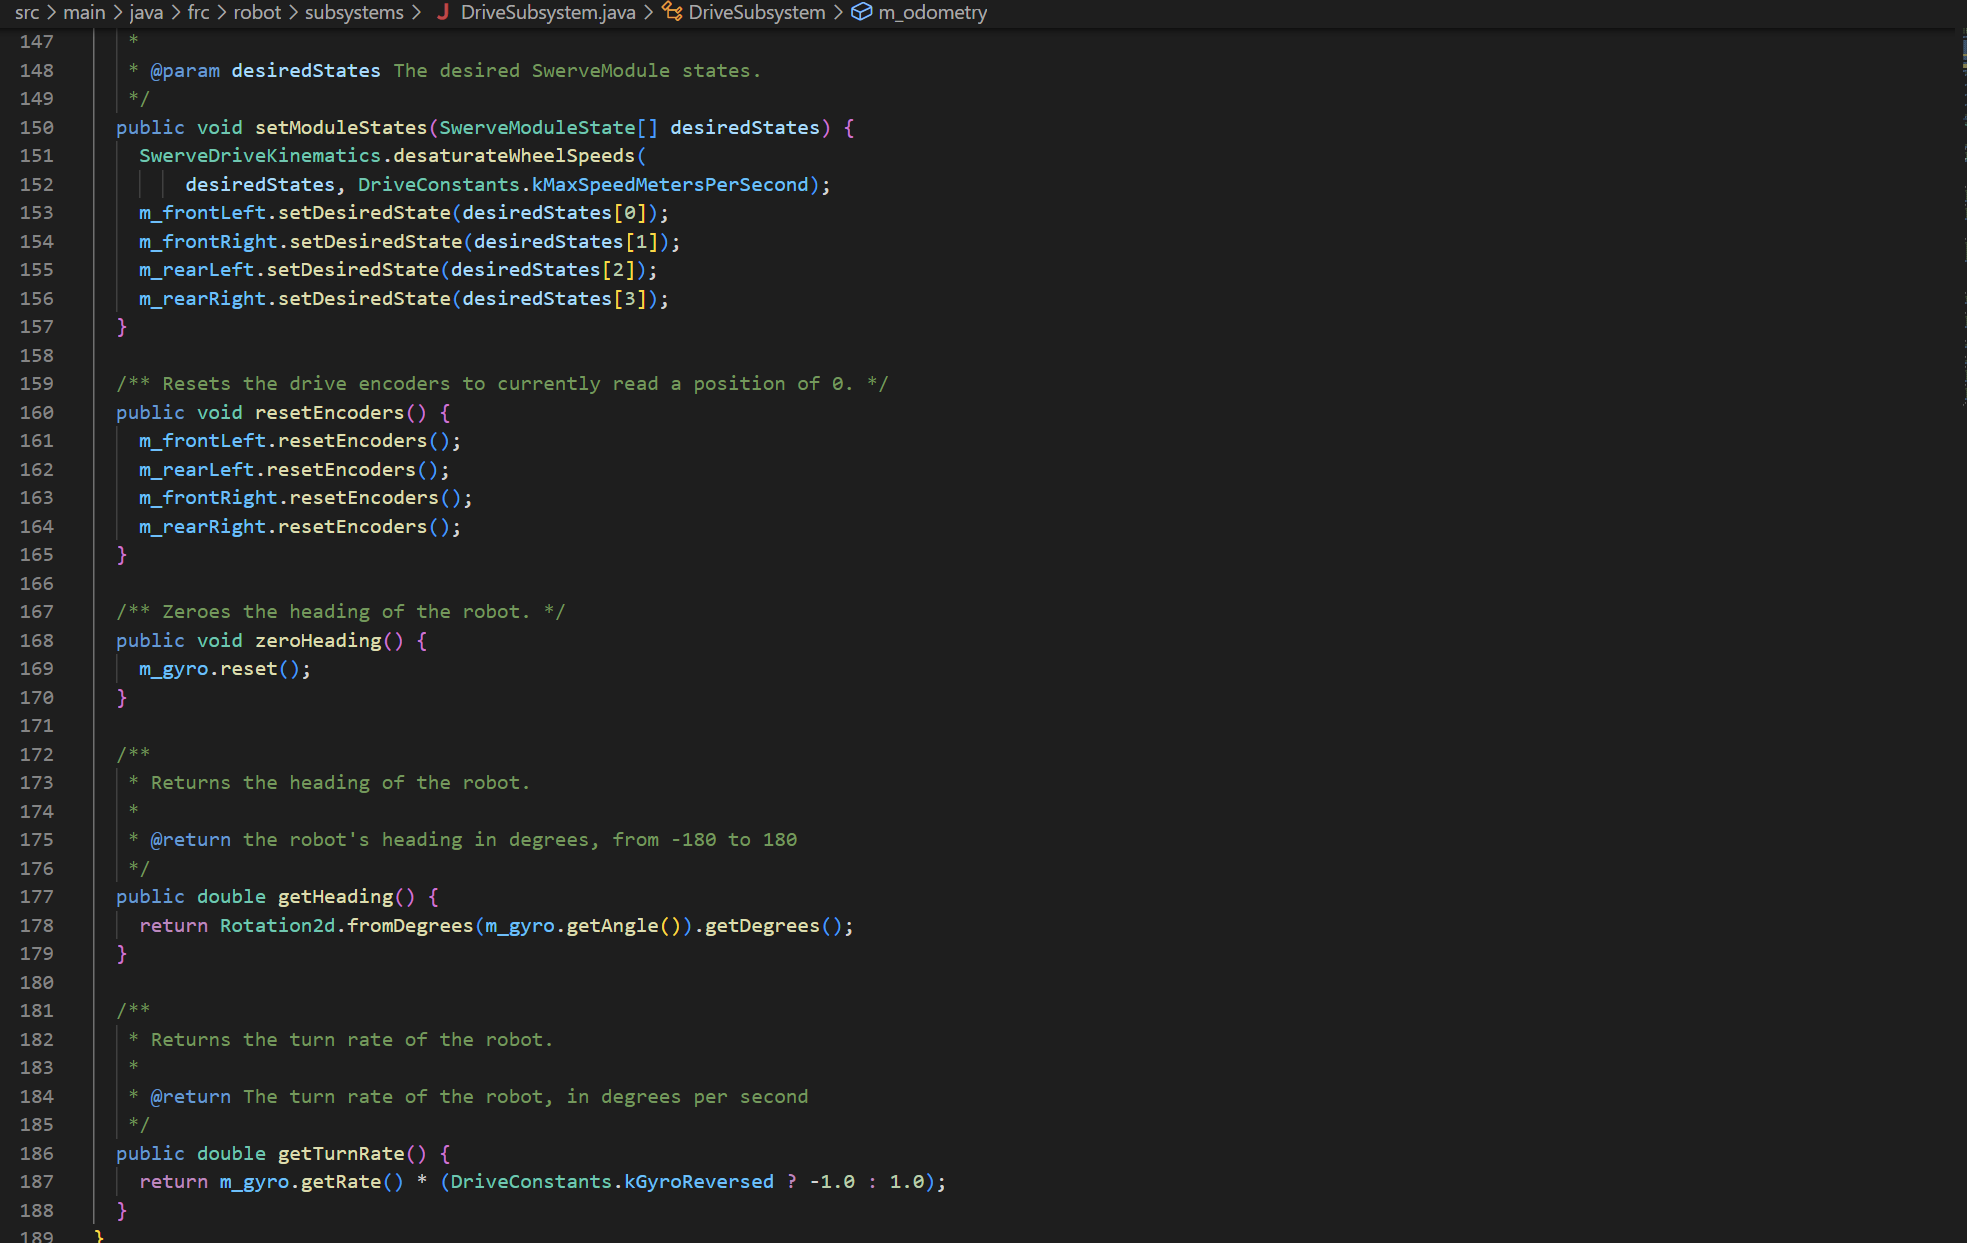 src > main > java > frc > robot > subsystems > J DriveSubsystem.java > DriveSubsystem > m_odometry
147 *
148 * @param desiredStates The desired SwerveModule states.
149 */
150 public void setModuleStates(SwerveModuleState[] desiredStates) {
151 SwerveDriveKinematics.desaturateWheelSpeeds(
152 desiredStates, DriveConstants.kMaxSpeedMetersPerSecond);
153 m_frontLeft.setDesiredState(desiredStates[0]);
154 m_frontRight.setDesiredState(desiredStates[1]);
155 m_rearLeft.setDesiredState(desiredStates[2]);
156 m_rearRight.setDesiredState(desiredStates[3]);
157 }
158
159 /** Resets the drive encoders to currently read a position of 0. */
160 public void resetEncoders() {
161 m_frontLeft.resetEncoders();
162 m_rearLeft.resetEncoders();
163 m_frontRight.resetEncoders();
164 m_rearRight.resetEncoders();
165 }
166
167 /** Zeroes the heading of the robot. */
168 public void zeroHeading() {
169 m_gyro.reset();
170 }
171
172 /**
173 * Returns the heading of the robot.
174 *
175 * @return the robot's heading in degrees, from -180 to 180
176 */
177 public double getHeading() {
178 return Rotation2d.fromDegrees(m_gyro.getAngle()).getDegrees();
179 }
180
181 /**
182 * Returns the turn rate of the robot.
183 *
184 * @return The turn rate of the robot, in degrees per second
185 */
186 public double getTurnRate() {
187 return m_gyro.getRate() * (DriveConstants.kGyroReversed ? -1.0 : 1.0);
188 }
189 }